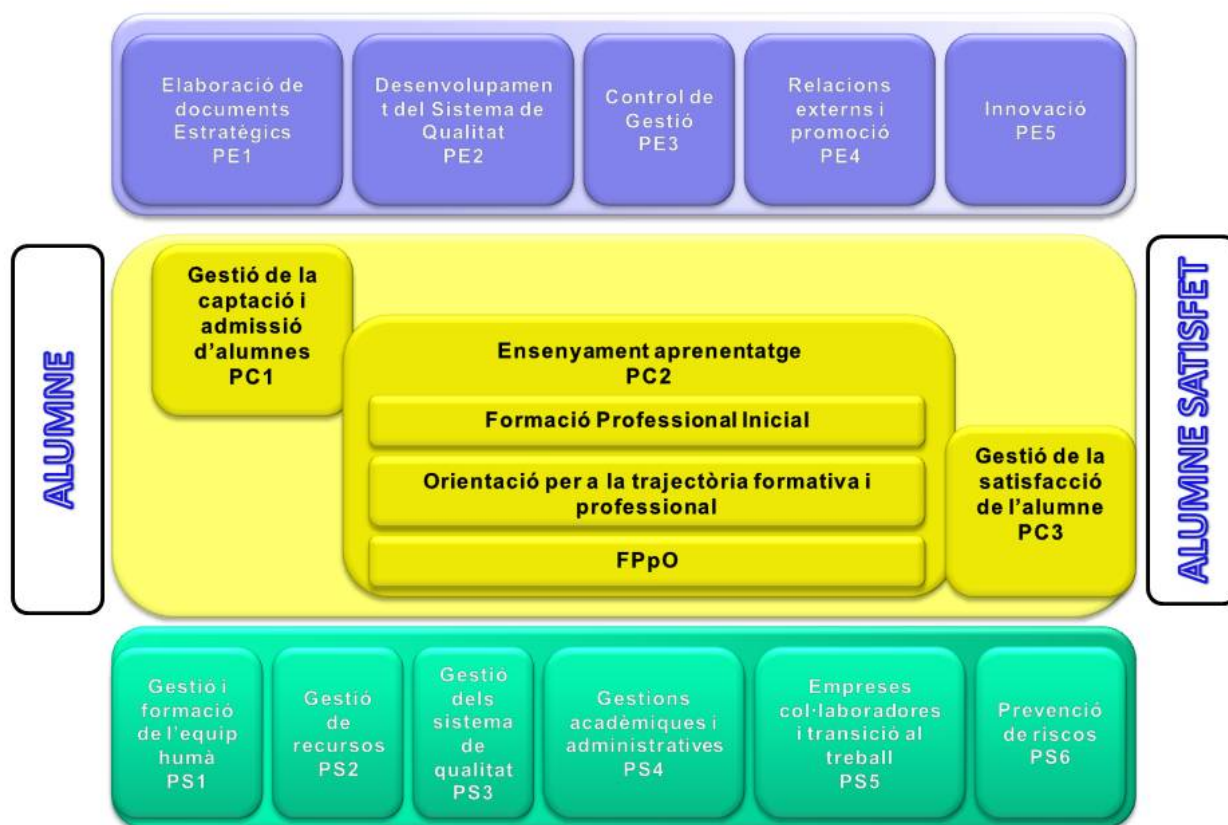 Elaboració de
documents
Estratègics
PE1
Desenvolupamen
t del Sistema de
Qualitat
PE2
Control de
Gestió
PE3
Relacions
externs i
promoció
PE4
Innovació
PE5
ALUMNE
Gestió de la
captació i
admissió
d’alumnes
PC1
Ensenyament aprenentatge
PC2
Formació Professional Inicial
Orientació per a la trajectòria formativa i
professional
FPpO
Gestió de la
satisfacció
de l’alumne
PC3
ALUMNE SATISFET
Gestió i
formació
de l’equip
humà
PS1
Gestió
de
recursos
PS2
Gestió
dels
sistema
de
qualitat
PS3
Gestions
acadèmiques i
administratives
PS4
Empreses
col·laboradores
i transició al
treball
PS5
Prevenció
de riscos
PS6